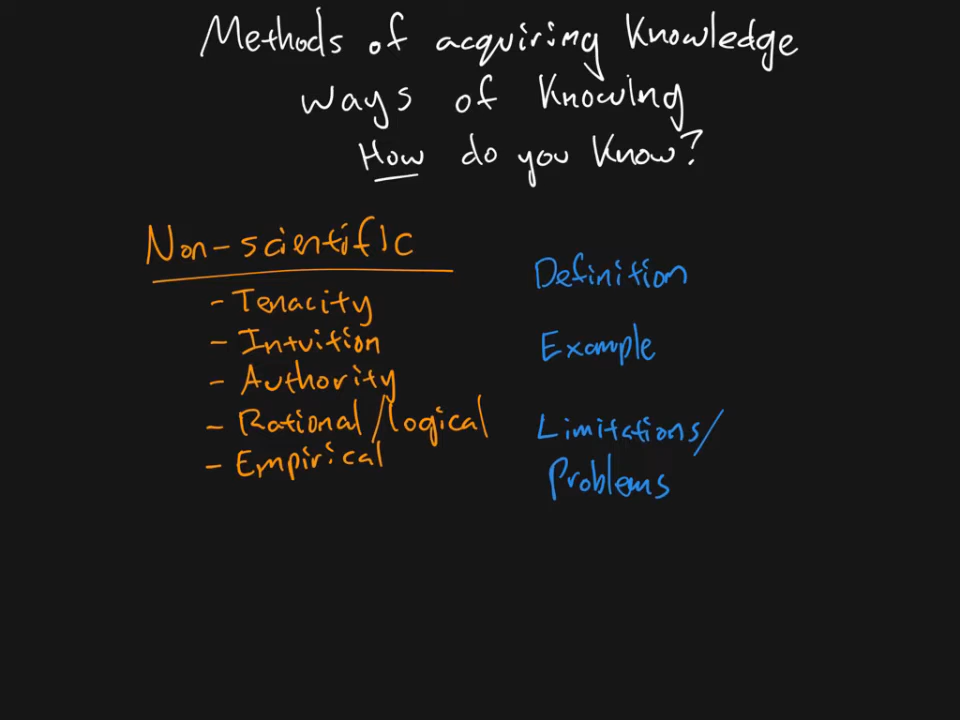 Methods of acquiring Knowledge
Ways of Knowing
How do you Know?
Non-scientific
- Tenacity
- Intuition
- Authority
- Rational/logical
- Empirical
Definition
Example
Limitations/
Problems